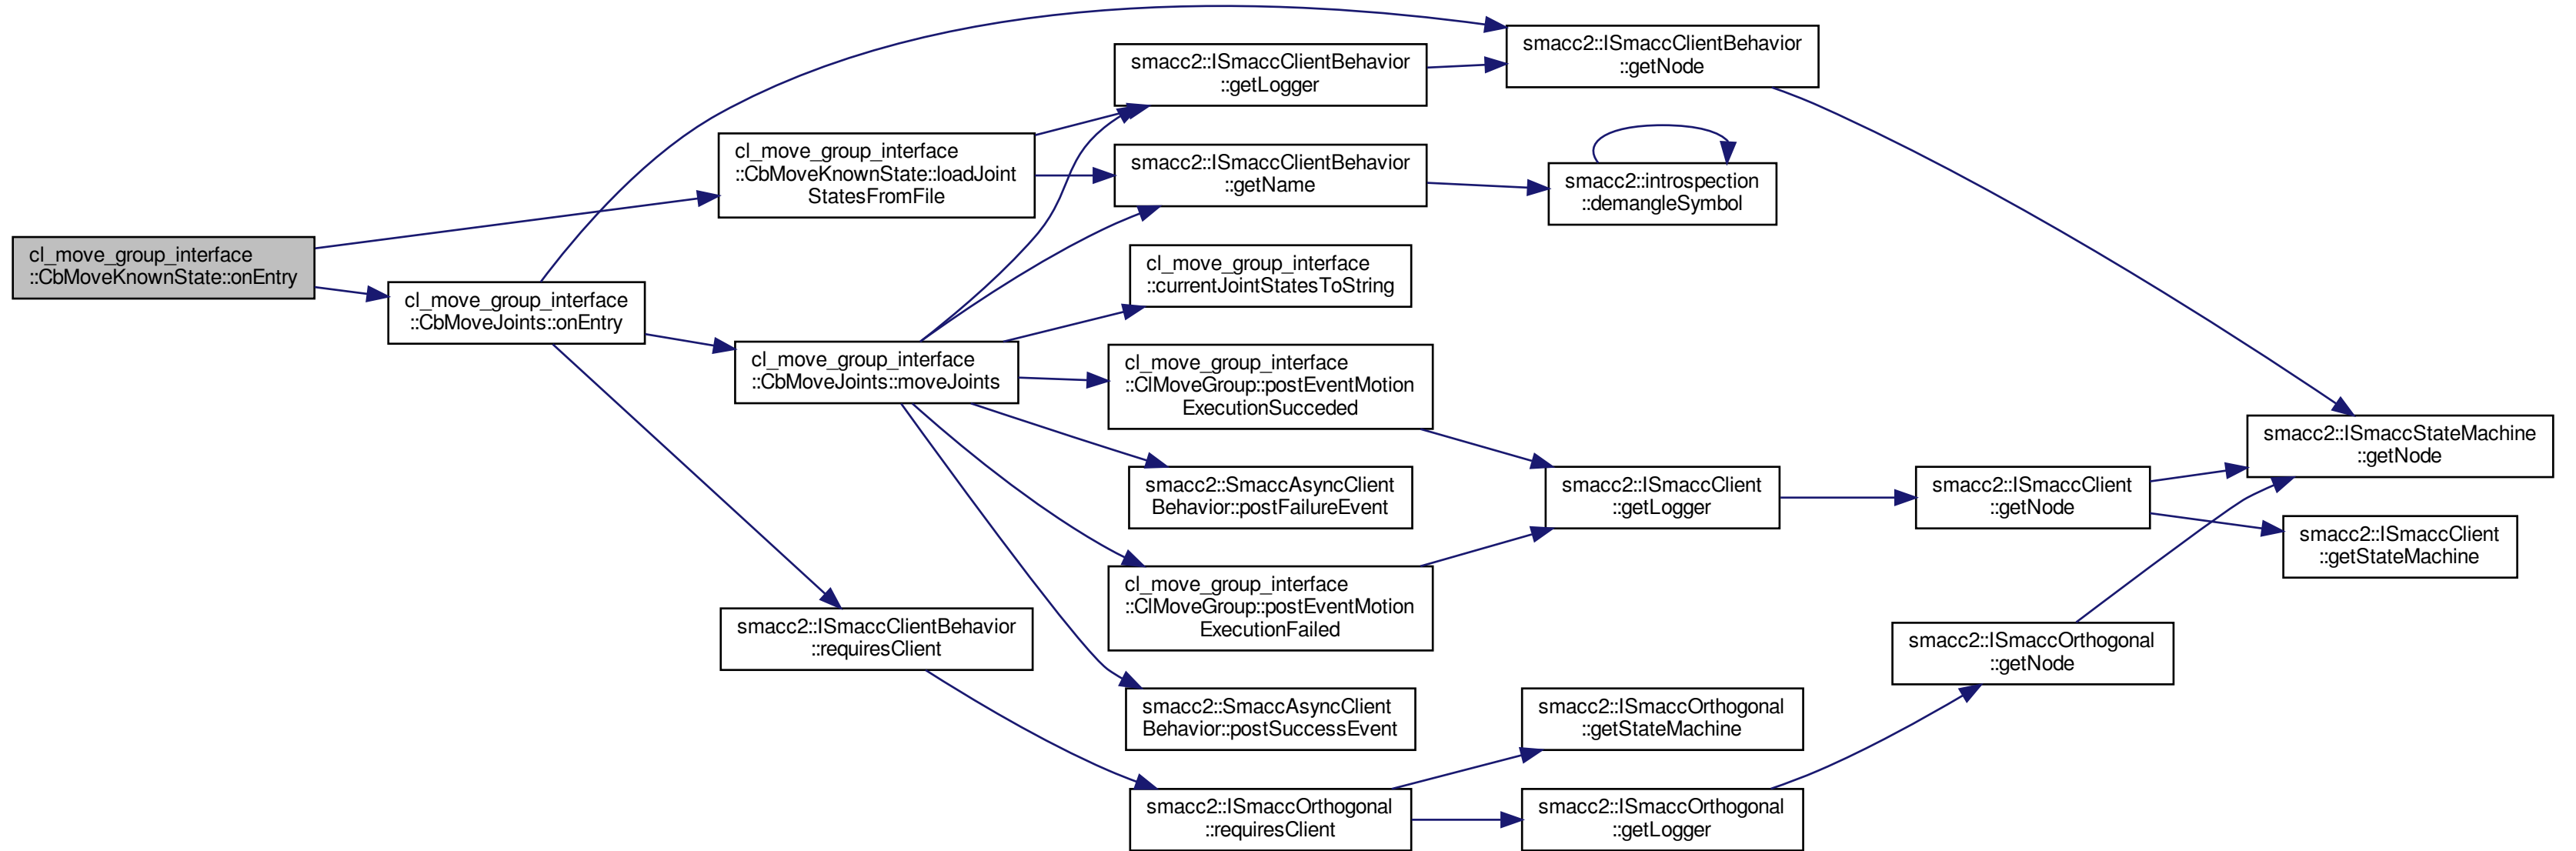 cl_move_group_interface
::CbMoveKnownState::onEntry
cl_move_group_interface
::CbMoveJoints::onEntry
cl_move_group_interface
::CbMoveKnownState::loadJoint
StatesFromFile
cl_move_group_interface
::CbMoveJoints::moveJoints
smacc2::ISmaccClientBehavior
::requiresClient
smacc2::ISmaccClientBehavior
::getLogger
smacc2::ISmaccClientBehavior
::getName
cl_move_group_interface
::currentJointStatesToString
cl_move_group_interface
::ClMoveGroup::postEventMotion
ExecutionSucceded
smacc2::SmaccAsyncClient
Behavior::postFailureEvent
cl_move_group_interface
::ClMoveGroup::postEventMotion
ExecutionFailed
smacc2::SmaccAsyncClient
Behavior::postSuccessEvent
smacc2::ISmaccOrthogonal
::requiresClient
smacc2::ISmaccClientBehavior
::getNode
smacc2::introspection
::demangleSymbol
smacc2::ISmaccClient
::getLogger
smacc2::ISmaccOrthogonal
::getStateMachine
smacc2::ISmaccOrthogonal
::getLogger
smacc2::ISmaccClient
::getNode
smacc2::ISmaccOrthogonal
::getNode
smacc2::ISmaccStateMachine
::getNode
smacc2::ISmaccClient
::getStateMachine